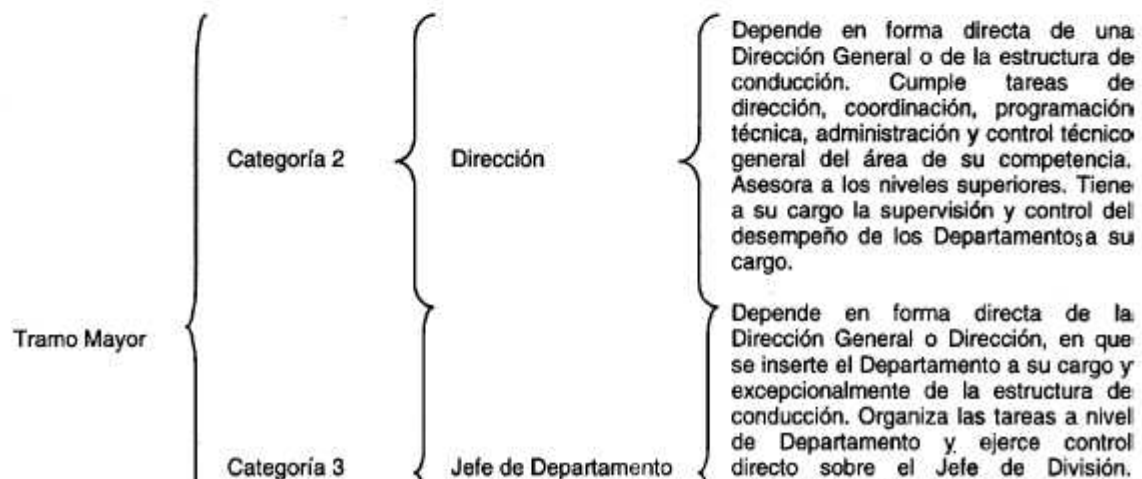 Depende en forma directa de una
Dirección General o de la estructura de
conducción. Cumple tareas de
dirección, coordinación, programación
técnica, administración y control técnico
Categoría 2 Dirección general del área de su competencia.
Asesora a los niveles superiores. Tiene
a su cargo la supervisión y control del
desempeño de los Departamentos a su
cargo.
Depende en forma directa de la
Tramo Mayor Dirección General o Dirección, en que
se inserte el Departamento a su cargo y
excepcionalmente de la estructura de
conducción. Organiza las tareas a nivel
de Departamento y ejerce control
Categoría 3 Jefe de Departamento directo sobre el Jefe de División.